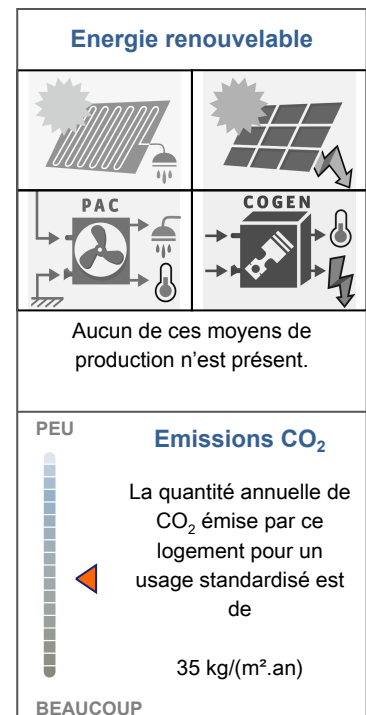 Energie renouvelable
PAC
COGEN
Aucun de ces moyens de
production n'est présent.
PEU
Emissions CO₂
La quantité annuelle de
CO₂ émise par ce
logement pour un
usage standardisé est
de
35 kg/(m².an)
BEAUCOUP